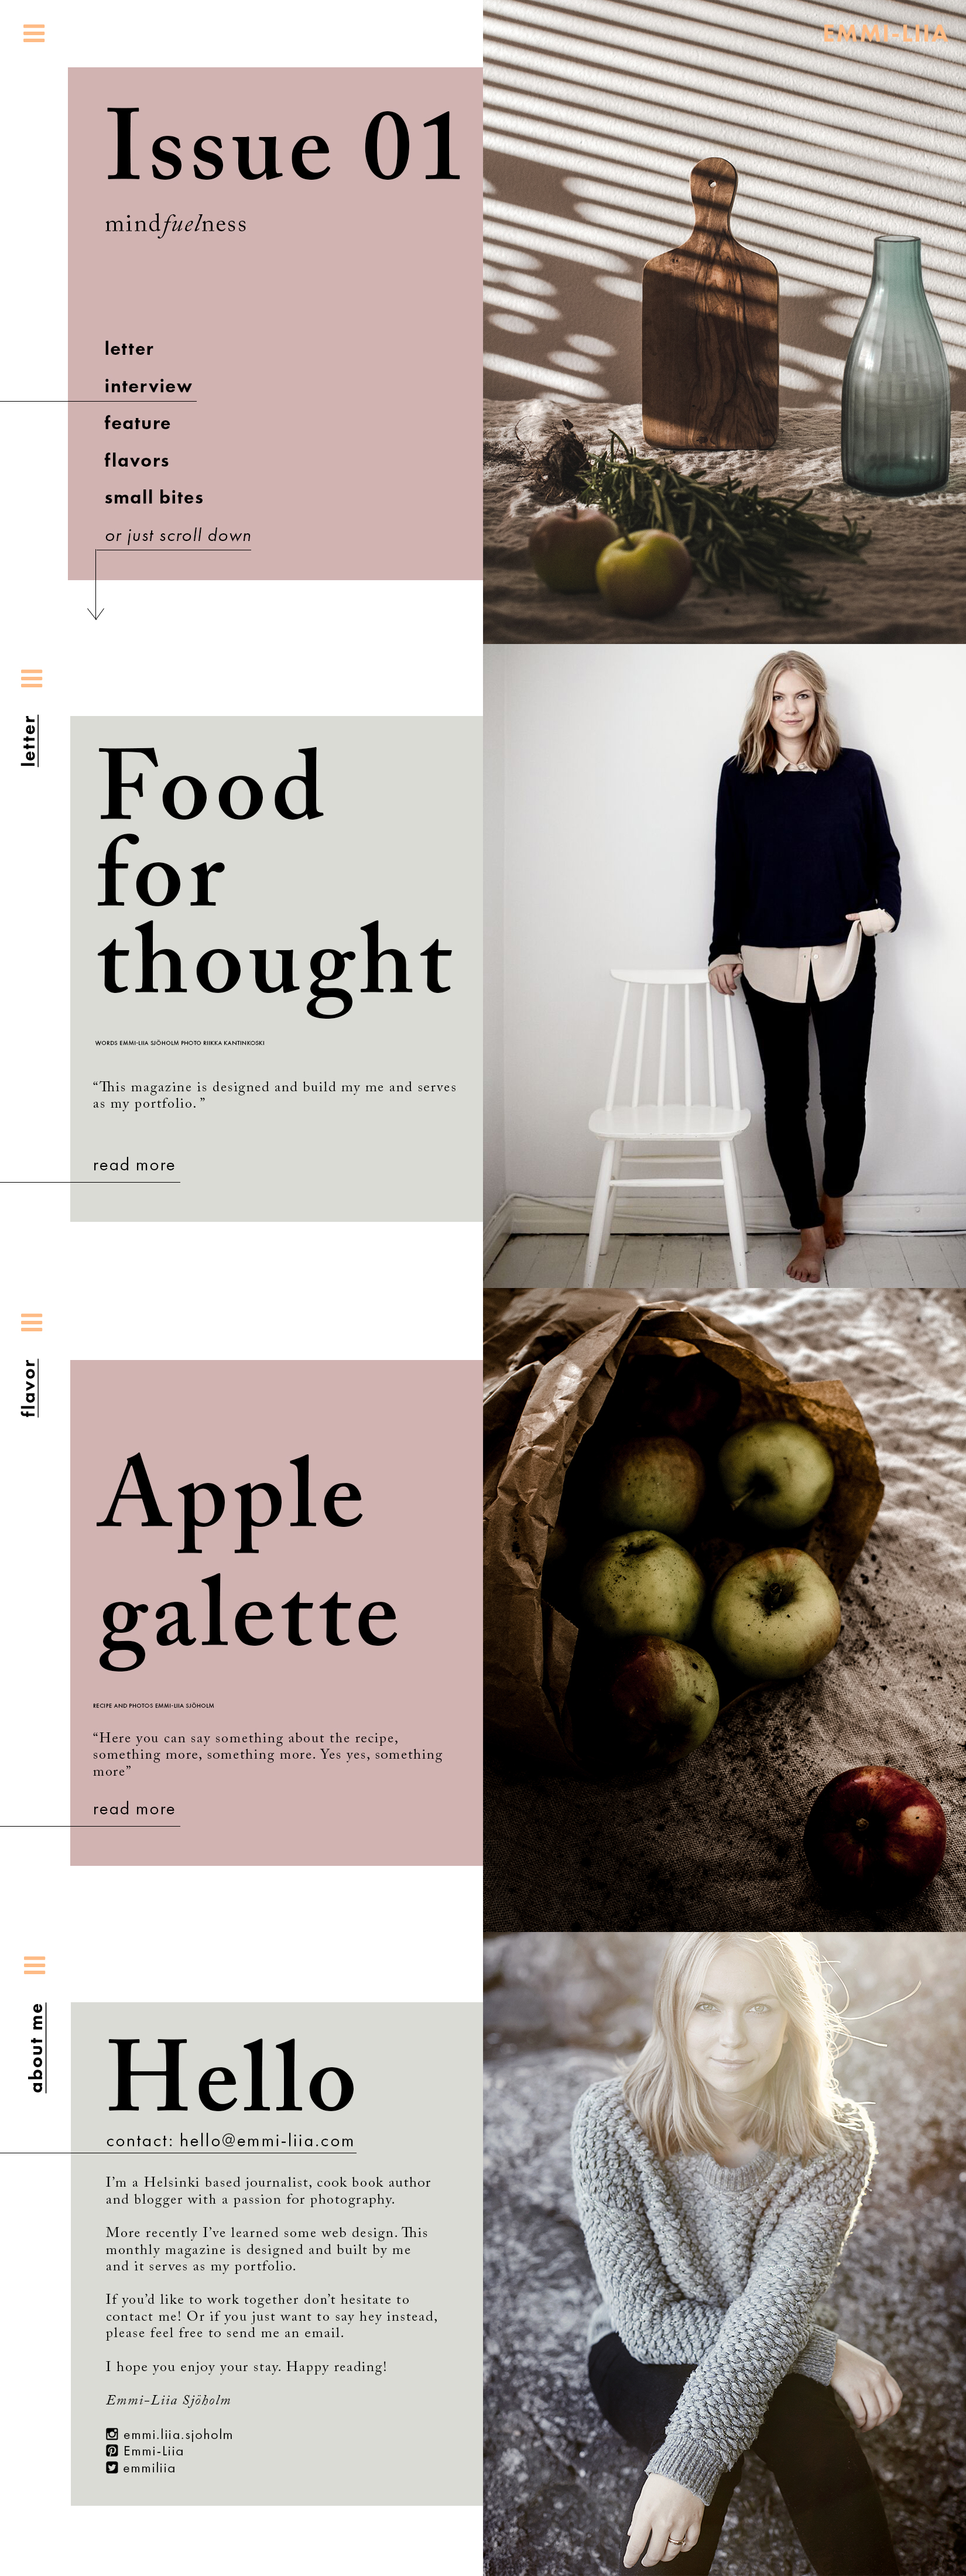 EMMI-LIIA
Issue 01
mindfuelness
letter
interview
feature
flavors
small bites
or just scroll down
letter
Food
for
thought
WORDS EMMI-LIIA SJÖHOLM PHOTO RIIKKA KANTINKOSKI
“This magazine is designed and build my me and serves
as my portfolio. ”
read more
flavor
Apple
galette
RECIPE AND PHOTOS EMMI-LIIA SJÖHOLM
“Here you can say something about the recipe,
something more, something more. Yes yes, something
more”
read more
about me
Hello
contact: hello@emmi-liia.com
I’m a Helsinki based journalist, cook book author
and blogger with a passion for photography.
More recently I’ve learned some web design. This
monthly magazine is designed and built by me
and it serves as my portfolio.
If you’d like to work together don’t hesitate to
contact me! Or if you just want to say hey instead,
please feel free to send me an email.
I hope you enjoy your stay. Happy reading!
Emmi-Liia Sjöholm
emmi.liia.sjoholm
Emmi-Liia
emmiliia